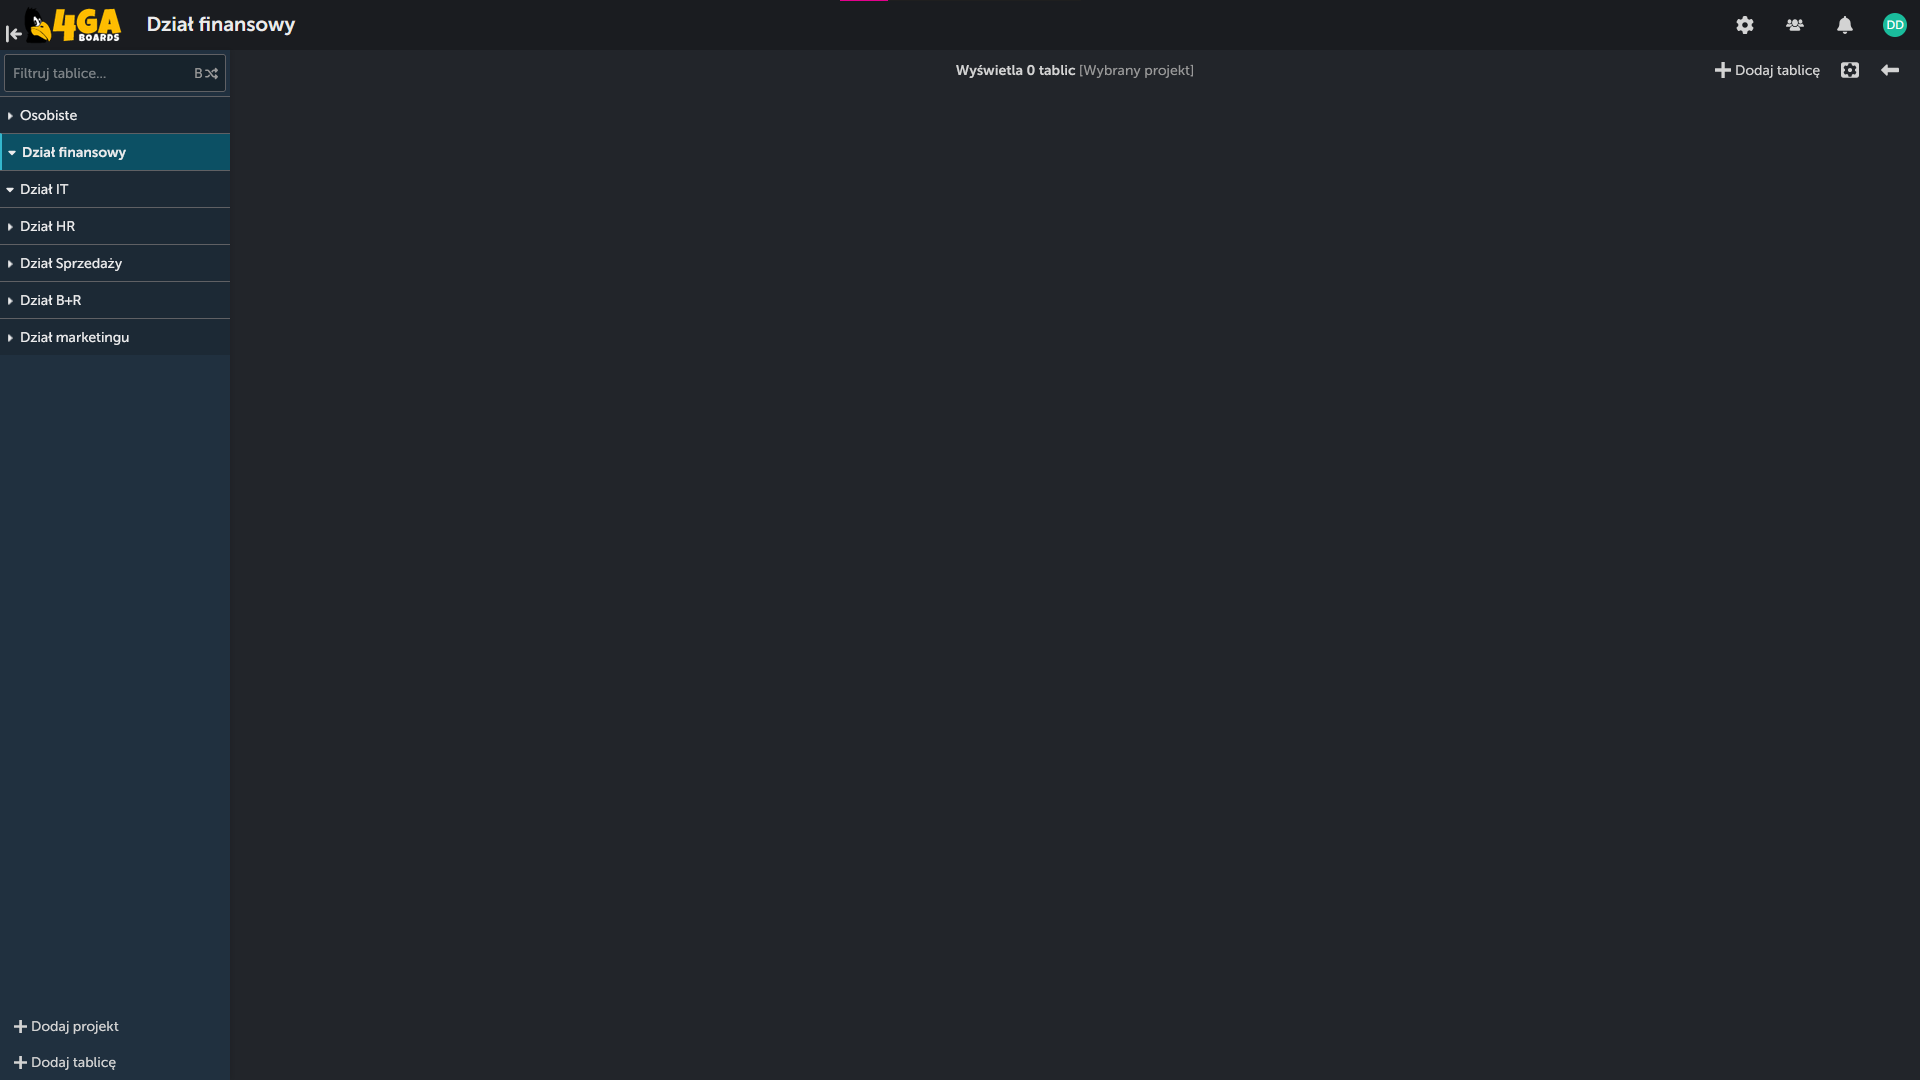 4GA BOARDS
Dział finansowy
DD
Filtruj tablice... B
Wyświetla 0 tablic [Wybrany projekt]
Dodaj tablicę
Osobiste
Dział finansowy
Dział IT
Dział HR
Dział Sprzedaży
Dział B+R
Dział marketingu
Dodaj projekt
Dodaj tablicę